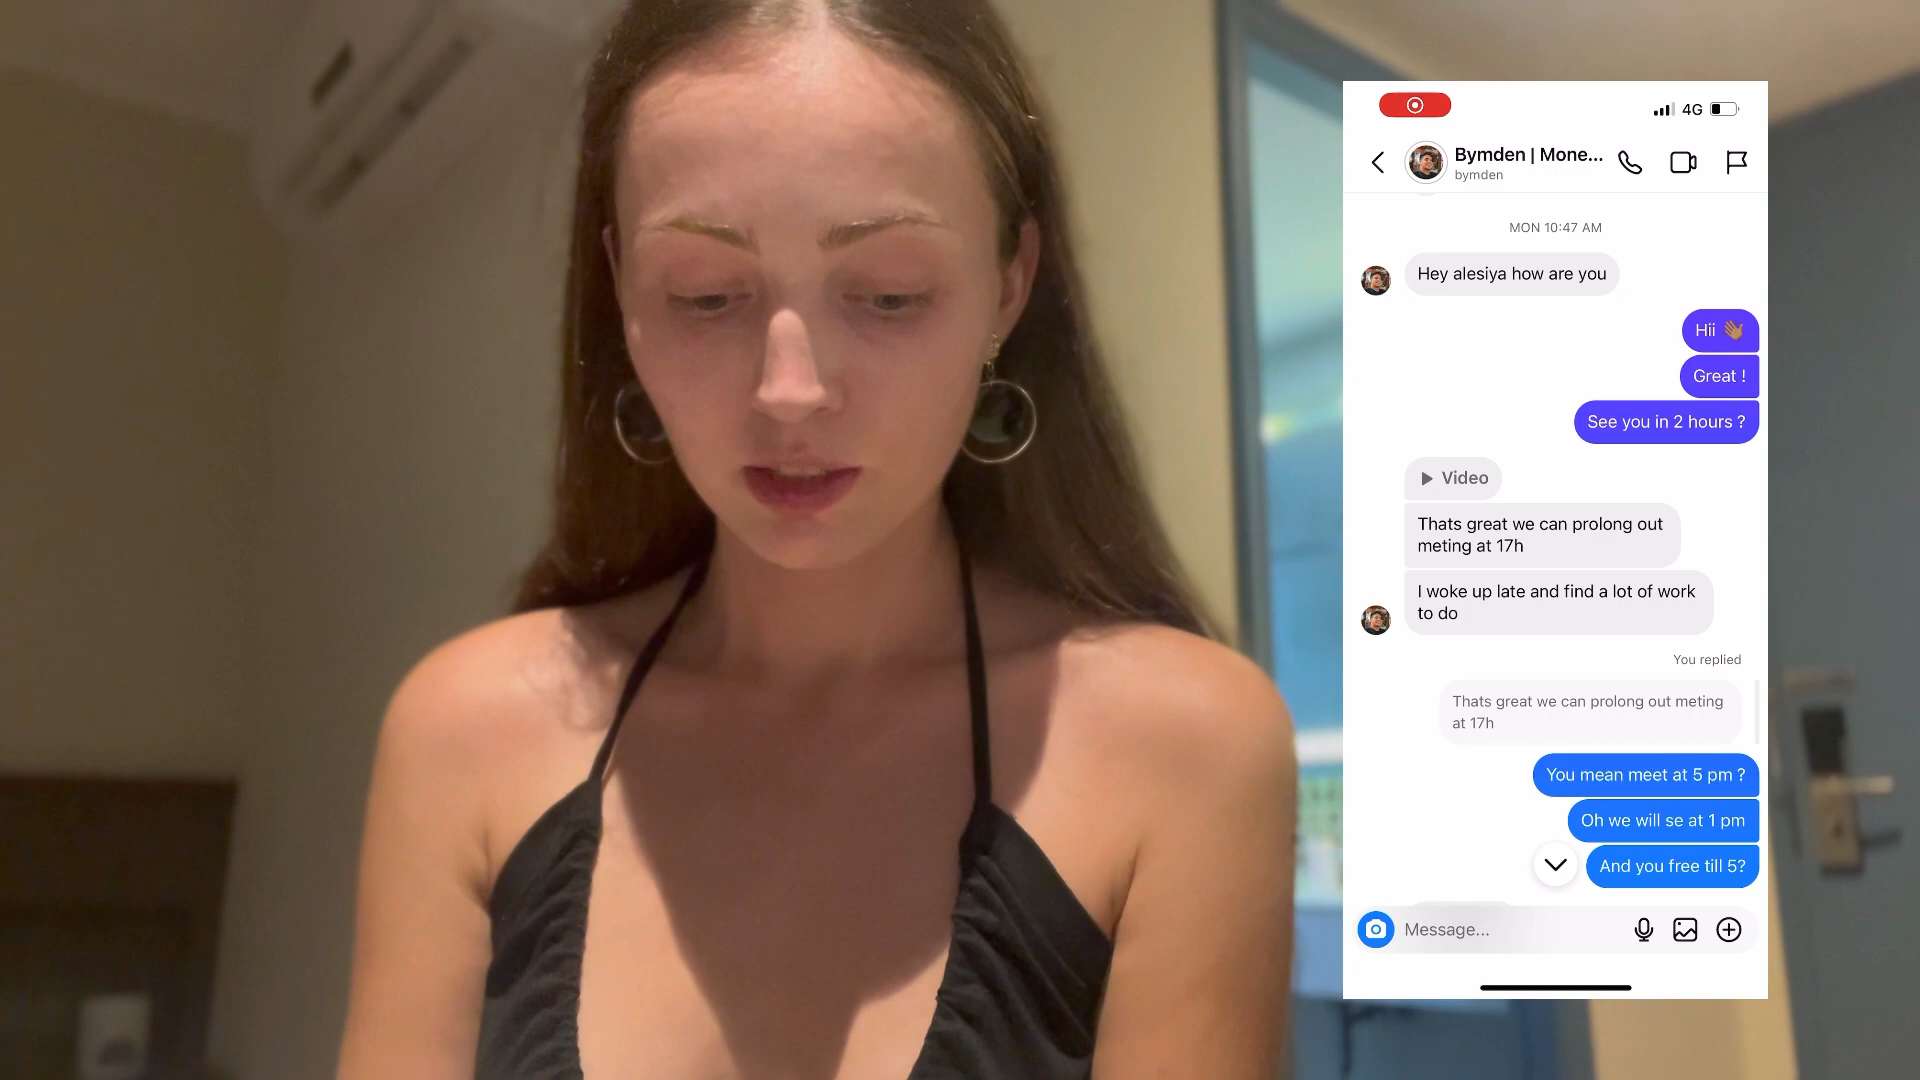 4G
Bymden | Mone...
bymden
MON 10:47 AM
Hey alesiya how are you
Hii 👋🏾
Great !
See you in 2 hours ?
Video
Thats great we can prolong out
meting at 17h
I woke up late and find a lot of work
to do
You replied
Thats great we can prolong out meting
at 17h
You mean meet at 5 pm ?
Oh we will se at 1 pm
And you free till 5?
Message...